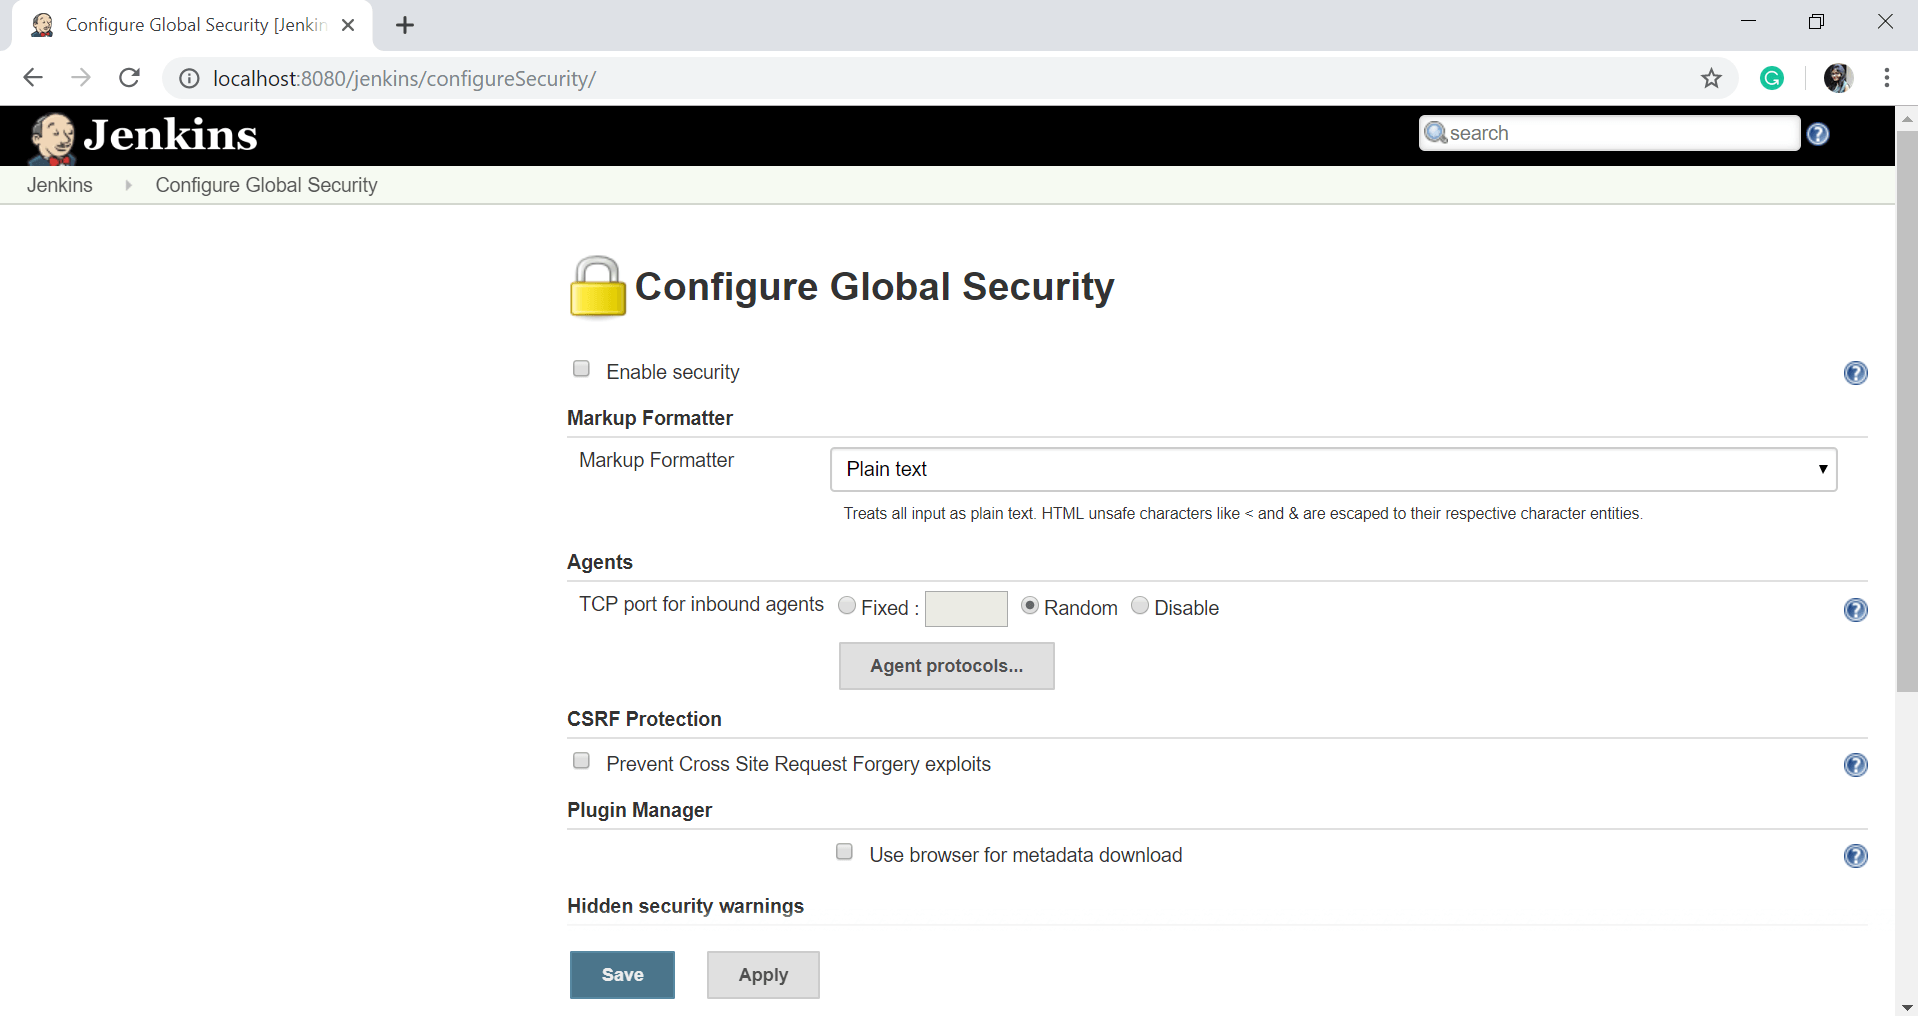 Configure Global Security [Jenkin
localhost:8080/jenkins/configureSecurity/
Jenkins
search
Jenkins Configure Global Security
Configure Global Security
Enable security
Markup Formatter
Markup Formatter Plain text
Treats all input as plain text. HTML unsafe characters like < and & are escaped to their respective character entities.
Agents
TCP port for inbound agents Fixed : Random Disable
Agent protocols...
CSRF Protection
Prevent Cross Site Request Forgery exploits
Plugin Manager
Use browser for metadata download
Hidden security warnings
Save Apply